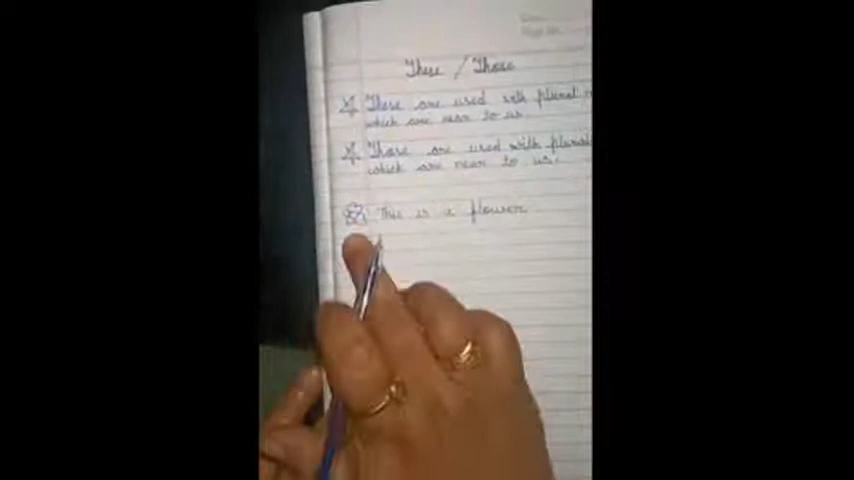 These / Those
These are used with plural
which are near to us
Those are used with plural
which are near to us.
This is a flower